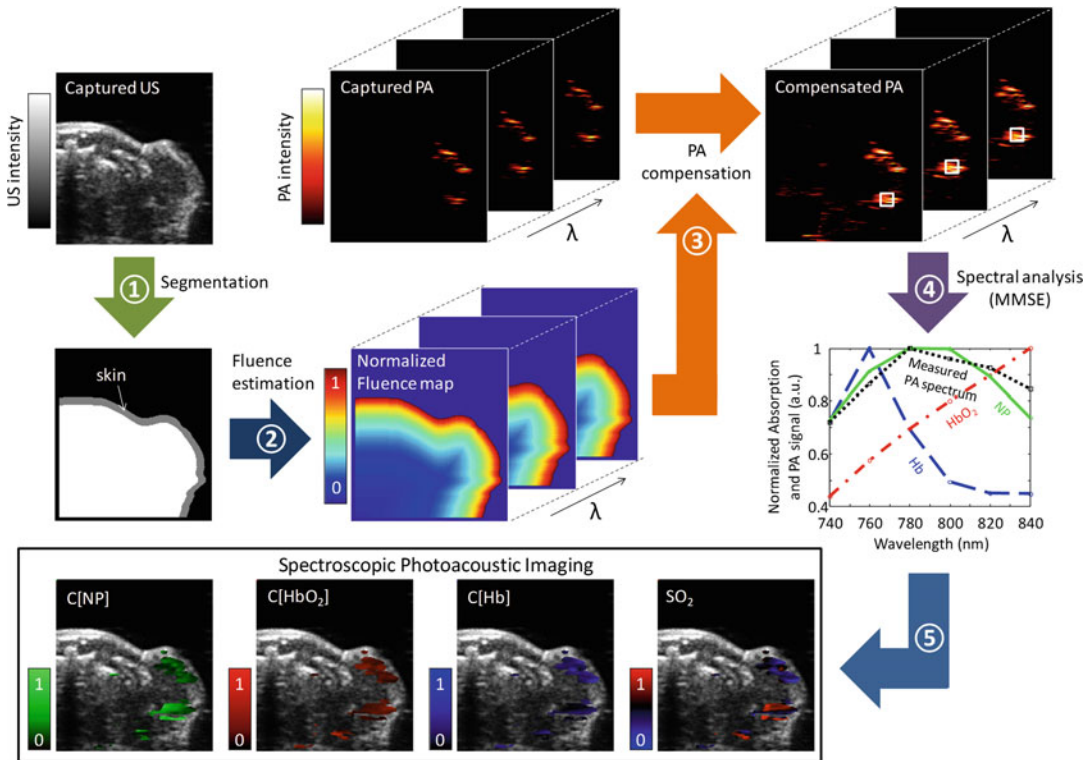 Captured US
US intensity
Captured PA
PA intensity
λ
Compensated PA
λ
PA
compensation
①
Segmentation
③
④
Spectral analysis
(MMSE)
skin
Fluence
estimation
②
Normalized
Fluence map
1
0
λ
Normalized Absorption
and PA signal (a.u.)
1
0.8
0.6
0.4
Measured
PA spectrum
NP
HbO₂
Hb
740 760 780 800 820 840
Wavelength (nm)
⑤
Spectroscopic Photoacoustic Imaging
C[NP]
1
0
C[HbO₂]
1
0
C[Hb]
1
0
SO₂
1
0